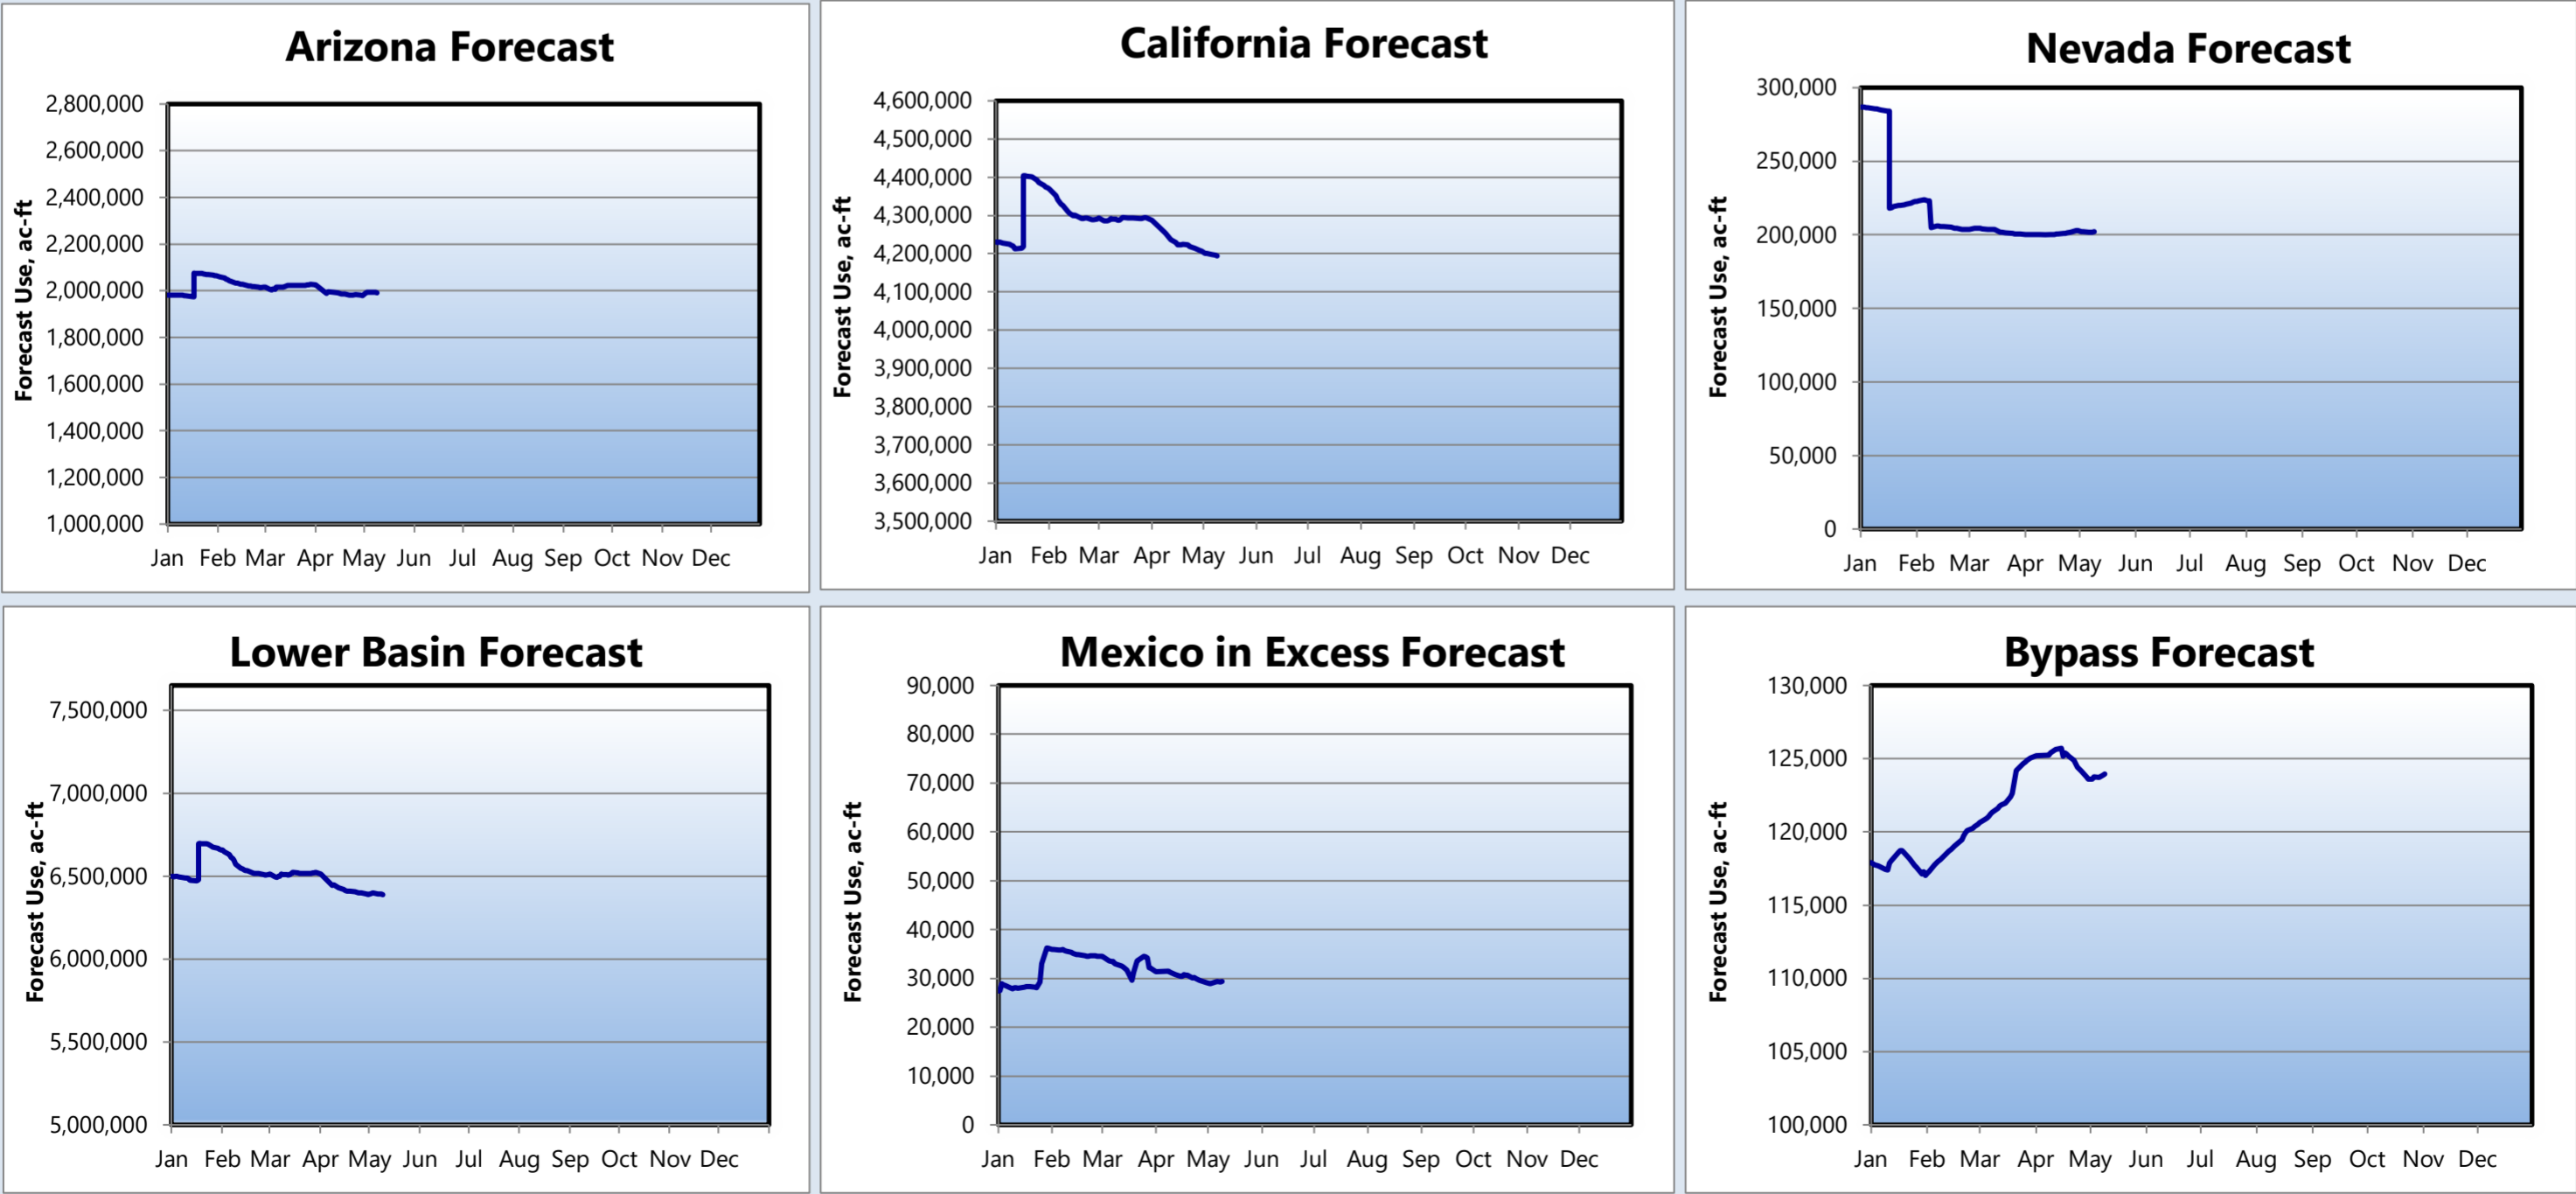 Arizona Forecast
Forecast Use, ac-ft
2,800,000
2,600,000
2,400,000
2,200,000
2,000,000
1,800,000
1,600,000
1,400,000
1,200,000
1,000,000
Jan Feb Mar Apr May Jun Jul Aug Sep Oct Nov Dec
California Forecast
Forecast Use, ac-ft
4,600,000
4,500,000
4,400,000
4,300,000
4,200,000
4,100,000
4,000,000
3,900,000
3,800,000
3,700,000
3,600,000
3,500,000
Jan Feb Mar Apr May Jun Jul Aug Sep Oct Nov Dec
Nevada Forecast
Forecast Use, ac-ft
300,000
250,000
200,000
150,000
100,000
50,000
0
Jan Feb Mar Apr May Jun Jul Aug Sep Oct Nov Dec
Lower Basin Forecast
Forecast Use, ac-ft
7,500,000
7,000,000
6,500,000
6,000,000
5,500,000
5,000,000
Jan Feb Mar Apr May Jun Jul Aug Sep Oct Nov Dec
Mexico in Excess Forecast
Forecast Use, ac-ft
90,000
80,000
70,000
60,000
50,000
40,000
30,000
20,000
10,000
0
Jan Feb Mar Apr May Jun Jul Aug Sep Oct Nov Dec
Bypass Forecast
Forecast Use, ac-ft
130,000
125,000
120,000
115,000
110,000
105,000
100,000
Jan Feb Mar Apr May Jun Jul Aug Sep Oct Nov Dec